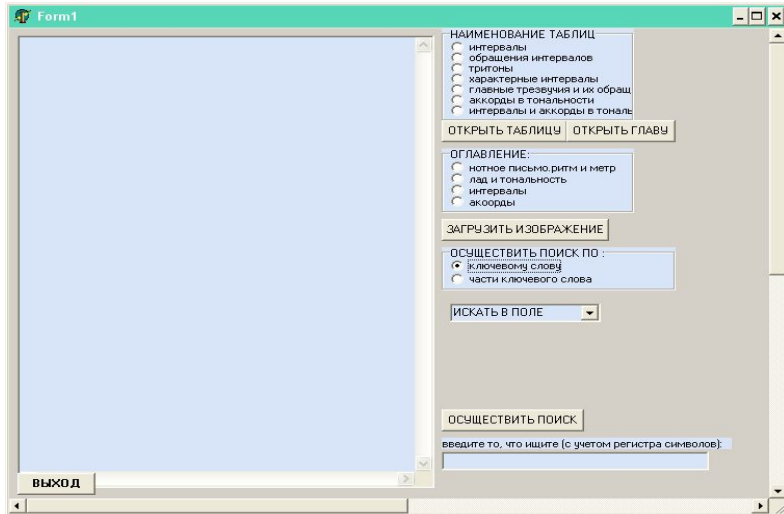 Form1
НАИМЕНОВАНИЕ ТАБЛИЦ
интервалы
обращения интервалов
тритоны
характерные интервалы
главные трезвучия и их обращ
аккорды в тональности
интервалы и аккорды в тональ
ОТКРЫТЬ ТАБЛИЦУ ОТКРЫТЬ ГЛАВУ
ОГЛАВЛЕНИЕ:
нотное письмо.ритм и метр
лад и тональность
интервалы
акоорды
ЗАГРУЗИТЬ ИЗОБРАЖЕНИЕ
ОСУЩЕСТВИТЬ ПОИСК ПО :
ключевому слову
части ключевого слова
ИСКАТЬ В ПОЛЕ
ОСУЩЕСТВИТЬ ПОИСК
введите то, что ищите (с учетом регистра символов):
ВЫХОД